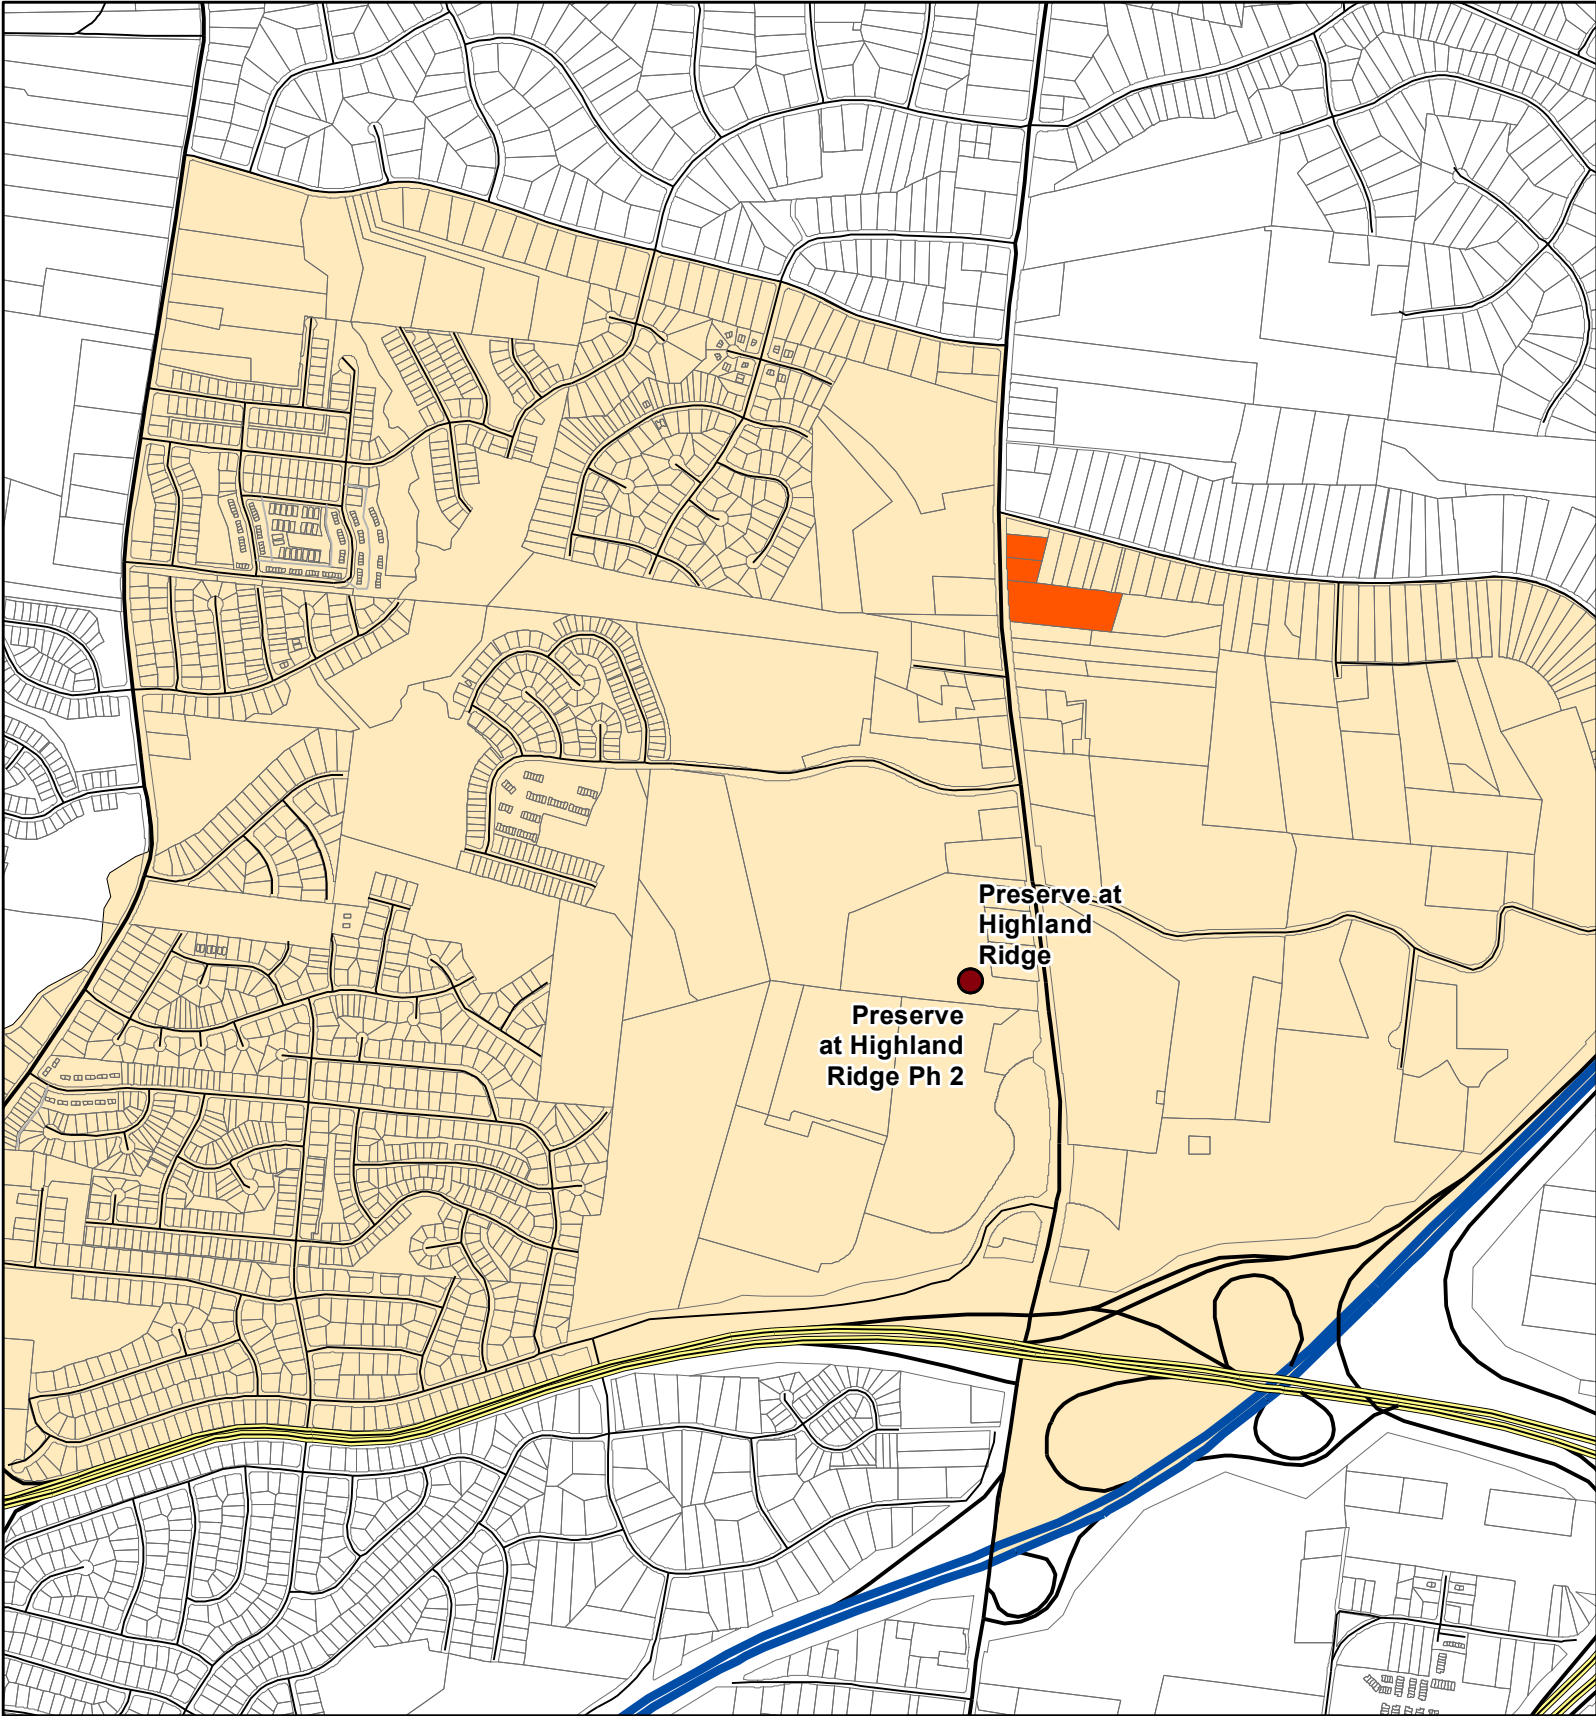 Preserve at
Highland
Ridge
Preserve
at Highland
Ridge Ph 2